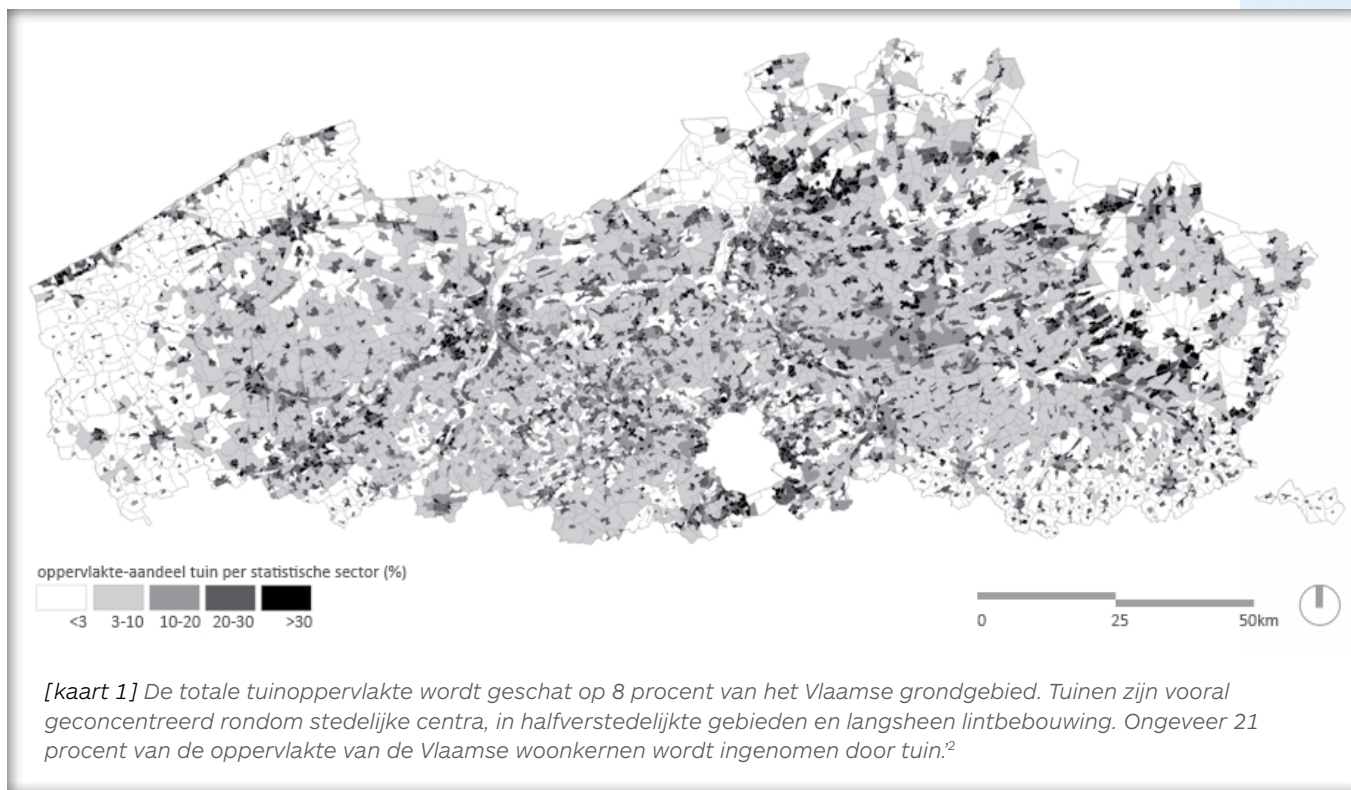 oppervlakte-aandeel tuin per statistische sector (%)
<3 3-10 10-20 20-30 >30
0 25 50km
[kaart 1] De totale tuinoppervlakte wordt geschat op 8 procent van het Vlaamse grondgebied. Tuinen zijn vooral
geconcentreerd rondom stedelijke centra, in halfverstedelijkte gebieden en langsheen lintbebouwing. Ongeveer 21
procent van de oppervlakte van de Vlaamse woonkernen wordt ingenomen door tuin.'²